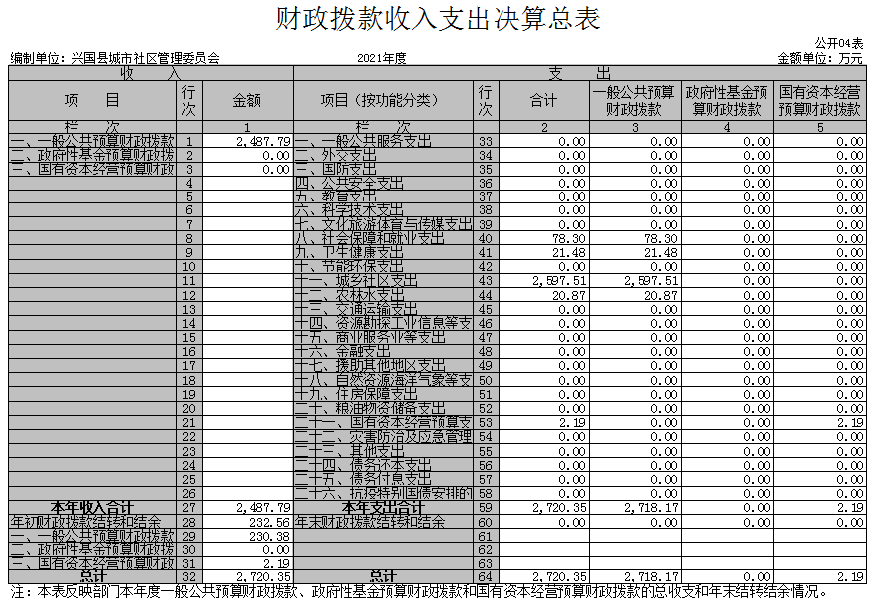 财政拨款收入支出决算总表
公开04表
编制单位：兴国县城市社区管理委员会 2021年度 金额单位：万元
收 入 支 出
项 目 行次 金额 项目（按功能分类） 行次 合计 一般公共预算财政拨款 政府性基金预算财政拨款 国有资本经营预算财政拨款
栏 次 1 栏 次 2 3 4 5
一、一般公共预算财政拨款 1 2,487.79 一、一般公共服务支出 33 0.00 0.00 0.00 0.00
二、政府性基金预算财政拨 2 0.00 二、外交支出 34 0.00 0.00 0.00 0.00
三、国有资本经营预算财政 3 0.00 三、国防支出 35 0.00 0.00 0.00 0.00
4 四、公共安全支出 36 0.00 0.00 0.00 0.00
5 五、教育支出 37 0.00 0.00 0.00 0.00
6 六、科学技术支出 38 0.00 0.00 0.00 0.00
7 七、文化旅游体育与传媒支出 39 0.00 0.00 0.00 0.00
8 八、社会保障和就业支出 40 78.30 78.30 0.00 0.00
9 九、卫生健康支出 41 21.48 21.48 0.00 0.00
10 十、节能环保支出 42 0.00 0.00 0.00 0.00
11 十一、城乡社区支出 43 2,597.51 2,597.51 0.00 0.00
12 十二、农林水支出 44 20.87 20.87 0.00 0.00
13 十三、交通运输支出 45 0.00 0.00 0.00 0.00
14 十四、资源勘探工业信息等支 46 0.00 0.00 0.00 0.00
15 十五、商业服务业等支出 47 0.00 0.00 0.00 0.00
16 十六、金融支出 48 0.00 0.00 0.00 0.00
17 十七、援助其他地区支出 49 0.00 0.00 0.00 0.00
18 十八、自然资源海洋气象等支 50 0.00 0.00 0.00 0.00
19 十九、住房保障支出 51 0.00 0.00 0.00 0.00
20 二十、粮油物资储备支出 52 0.00 0.00 0.00 0.00
21 二十一、国有资本经营预算支 53 2.19 0.00 0.00 2.19
22 二十二、灾害防治及应急管理 54 0.00 0.00 0.00 0.00
23 二十三、其他支出 55 0.00 0.00 0.00 0.00
24 二十四、债务还本支出 56 0.00 0.00 0.00 0.00
25 二十五、债务付息支出 57 0.00 0.00 0.00 0.00
26 二十六、抗疫特别国债安排的 58 0.00 0.00 0.00 0.00
本年收入合计 27 2,487.79 本年支出合计 59 2,720.35 2,718.17 0.00 2.19
年初财政拨款结转和结余 28 232.56 年末财政拨款结转和结余 60 0.00 0.00 0.00 0.00
一、一般公共预算财政拨款 29 230.38 61
二、政府性基金预算财政拨 30 0.00 62
三、国有资本经营预算财政 31 2.19 63
总计 32 2,720.35 总计 64 2,720.35 2,718.17 0.00 2.19
注：本表反映部门本年度一般公共预算财政拨款、政府性基金预算财政拨款和国有资本经营预算财政拨款的总收支和年末结转结余情况。